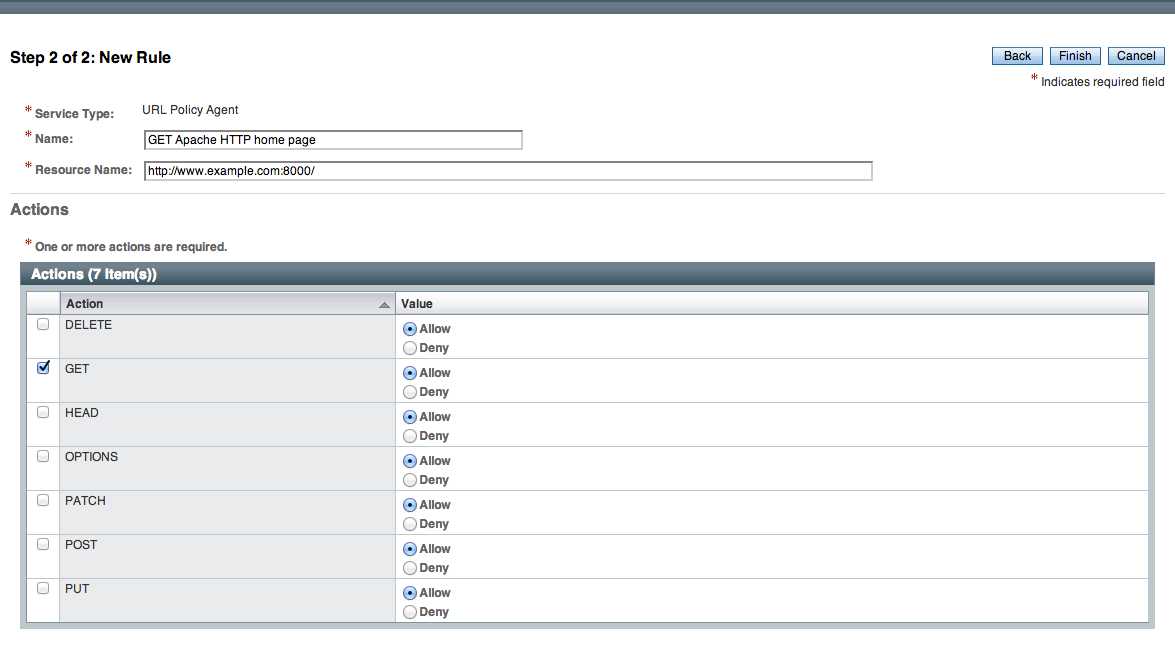 Step 2 of 2: New Rule
Back Finish Cancel
* Indicates required field
* Service Type: URL Policy Agent
* Name: GET Apache HTTP home page
* Resource Name: http://www.example.com:8000/
Actions
* One or more actions are required.
Actions (7 Item(s))
Action Value
DELETE Allow
Deny
GET Allow
Deny
HEAD Allow
Deny
OPTIONS Allow
Deny
PATCH Allow
Deny
POST Allow
Deny
PUT Allow
Deny